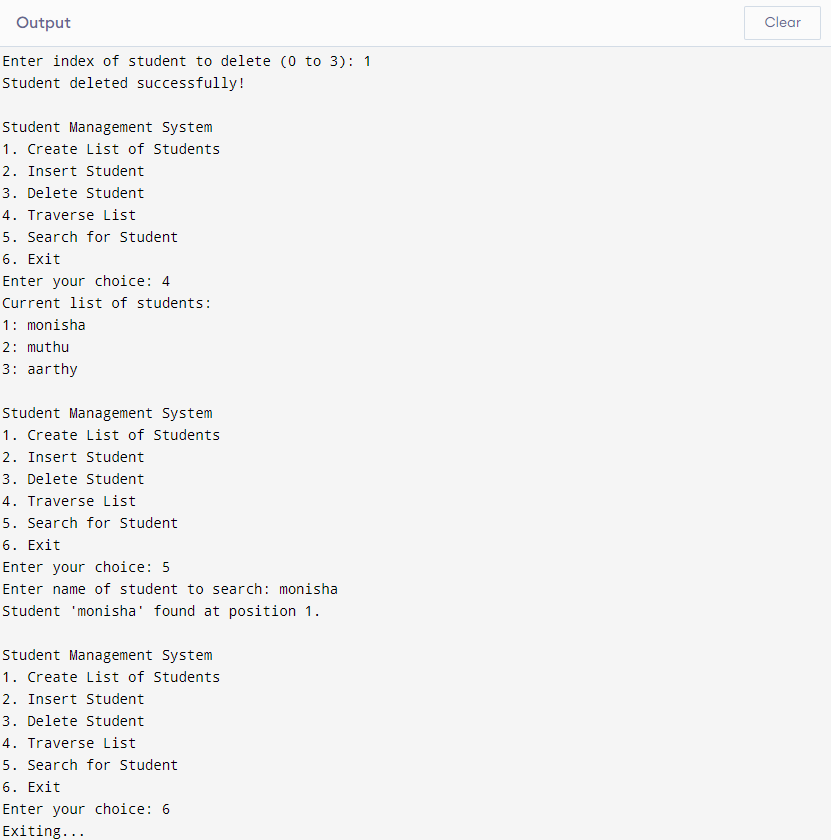 Output
Clear
Enter index of student to delete (0 to 3): 1
Student deleted successfully!
Student Management System
1. Create List of Students
2. Insert Student
3. Delete Student
4. Traverse List
5. Search for Student
6. Exit
Enter your choice: 4
Current list of students:
1: monisha
2: muthu
3: aarthy
Student Management System
1. Create List of Students
2. Insert Student
3. Delete Student
4. Traverse List
5. Search for Student
6. Exit
Enter your choice: 5
Enter name of student to search: monisha
Student 'monisha' found at position 1.
Student Management System
1. Create List of Students
2. Insert Student
3. Delete Student
4. Traverse List
5. Search for Student
6. Exit
Enter your choice: 6
Exiting...